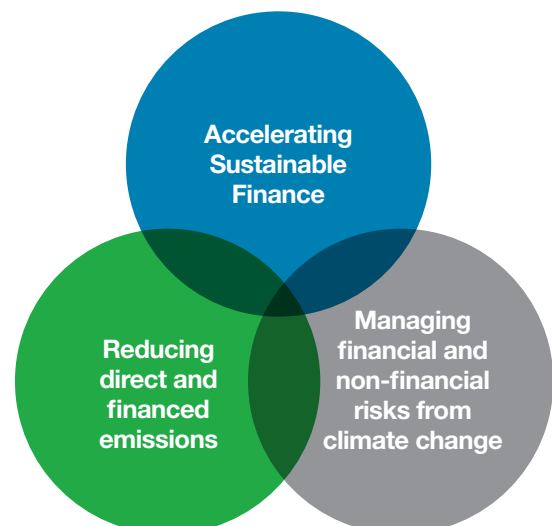 Accelerating
Sustainable
Finance
Reducing
direct and
financed
emissions
Managing
financial and
non-financial
risks from
climate change